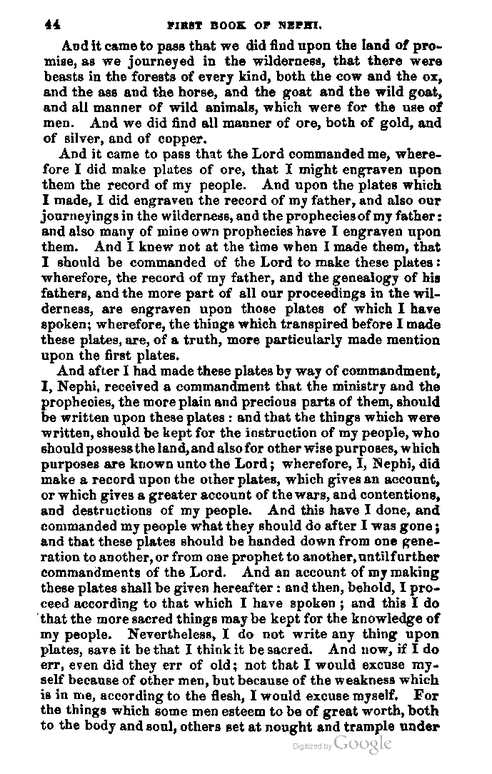 44 FIRST BOOK OF NEPHI.
And it came to pass that we did find upon the land of pro-
mise, as we journeyed in the wilderness, that there were
beasts in the forests of every kind, both the cow and the ox,
and the ass and the horse, and the goat and the wild goat,
and all manner of wild animals, which were for the use of
men. And we did find all manner of ore, both of gold, and
of silver, and of copper.
And it came to pass that the Lord commanded me, where-
fore I did make plates of ore, that I might engraven upon
them the record of my people. And upon the plates which
I made, I did engraven the record of my father, and also our
journeyings in the wilderness, and the prophecies of my father:
and also many of mine own prophecies have I engraven upon
them. And I knew not at the time when I made them, that
I should be commanded of the Lord to make these plates:
wherefore, the record of my father, and the genealogy of his
fathers, and the more part of all our proceedings in the wil-
derness, are engraven upon those plates of which I have
spoken; wherefore, the things which transpired before I made
these plates, are, of a truth, more particularly made mention
upon the first plates.
And after I had made these plates by way of commandment,
I, Nephi, received a commandment that the ministry and the
prophecies, the more plain and precious parts of them, should
be written upon these plates: and that the things which were
written, should be kept for the instruction of my people, who
should possess the land, and also for other wise purposes, which
purposes are known unto the Lord; wherefore, I, Nephi, did
make a record upon the other plates, which gives an account,
or which gives a greater account of the wars, and contentions,
and destructions of my people. And this have I done, and
commanded my people what they should do after I was gone;
and that these plates should be handed down from one gene-
ration to another, or from one prophet to another, until further
commandments of the Lord. And an account of my making
these plates shall be given hereafter: and then, behold, I pro-
ceed according to that which I have spoken; and this I do
that the more sacred things may be kept for the knowledge of
my people. Nevertheless, I do not write any thing upon
plates, save it be that I think it be sacred. And now, if I do
err, even did they err of old; not that I would excuse my-
self because of other men, but because of the weakness which
is in me, according to the flesh, I would excuse myself. For
the things which some men esteem to be of great worth, both
to the body and soul, others set at nought and trample under
Digitized by Google